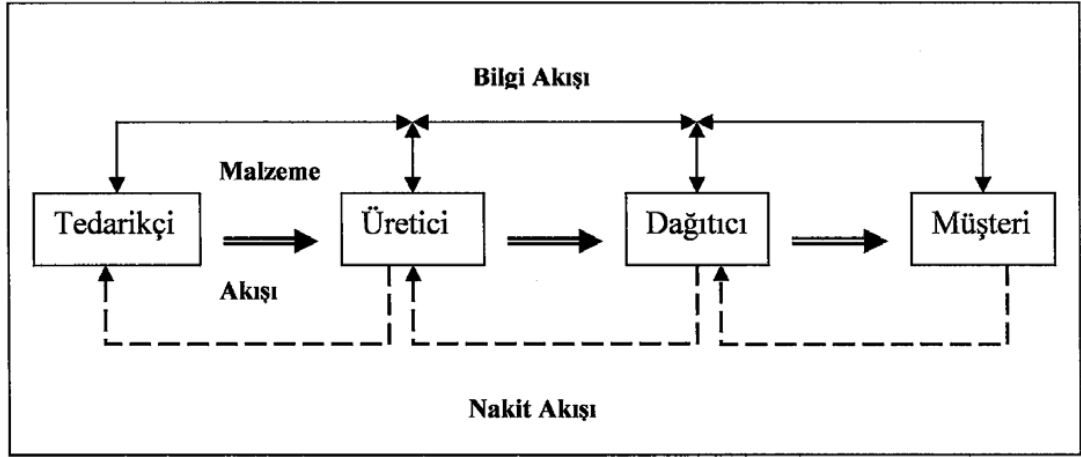 Bilgi Akışı
Malzeme
Tedarikçi
Üretici
Dağıtıcı
Müşteri
Akışı
Nakit Akışı